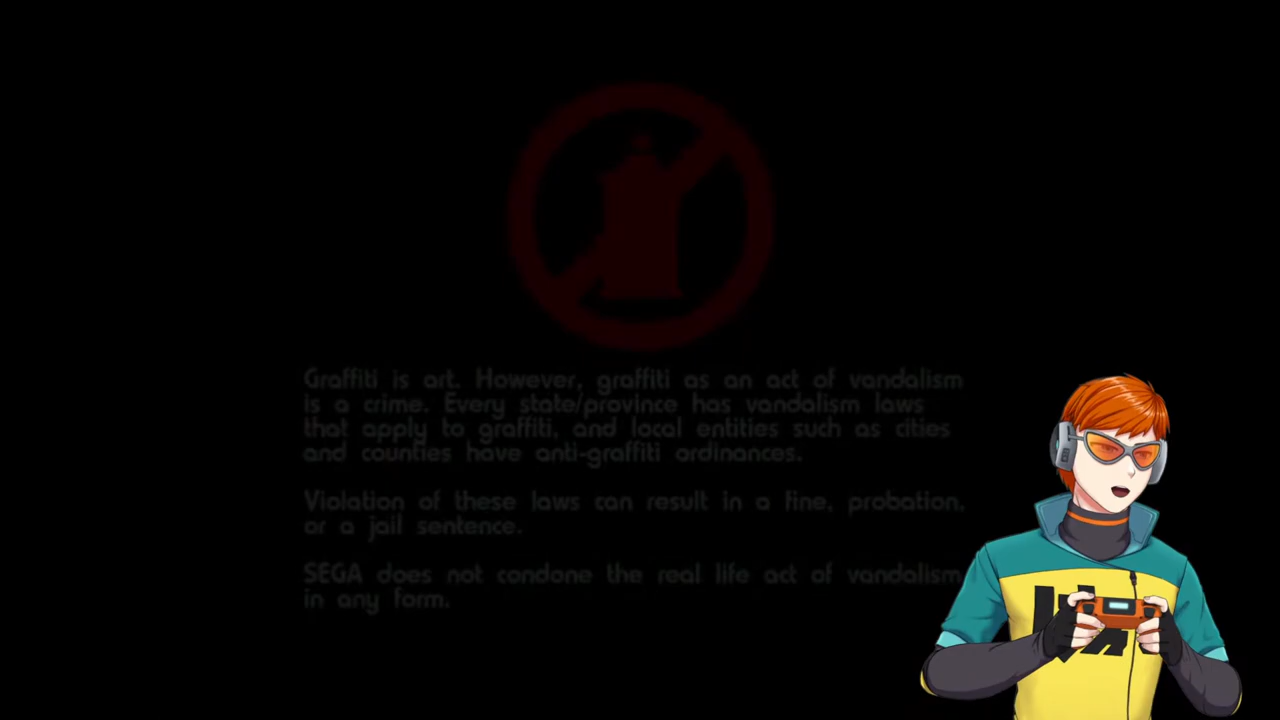 Graffiti is art. However, graffiti as an act of vandalism
is a crime. Every state/province has vandalism laws
that apply to graffiti, and local entities such as cities
and counties have anti-graffiti ordinances.
Violation of these laws can result in a fine, probation,
or a jail sentence.
SEGA does not condone the real life act of vandalism
in any form.